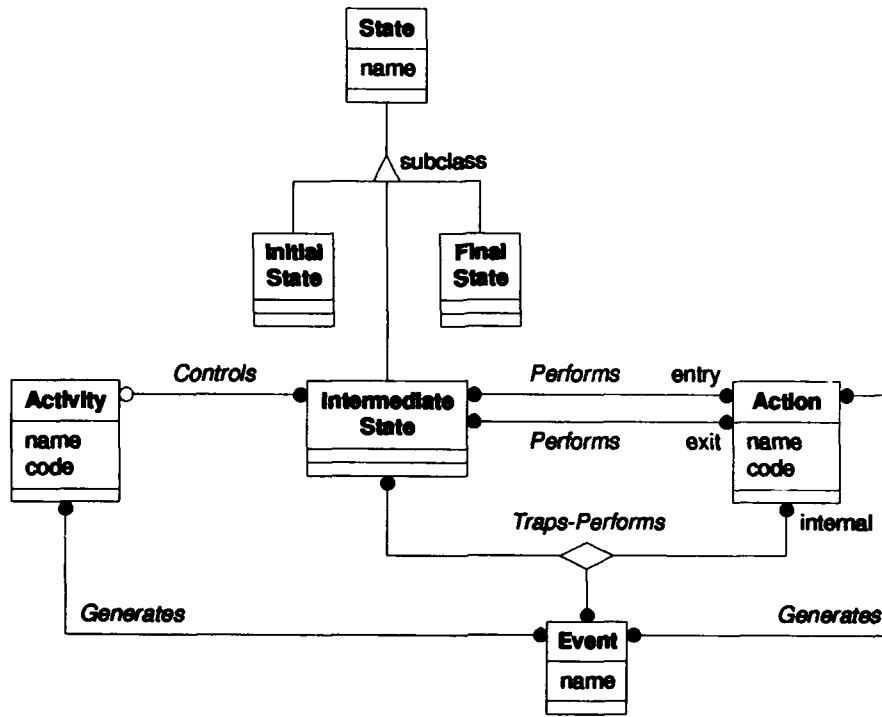 State
name
subclass
Initial
State
Final
State
Controls
Performs
entry
Activity
name
code
Intermediate
State
Performs
exit
Action
name
code
Traps-Performs
internal
Generates
Generates
Event
name